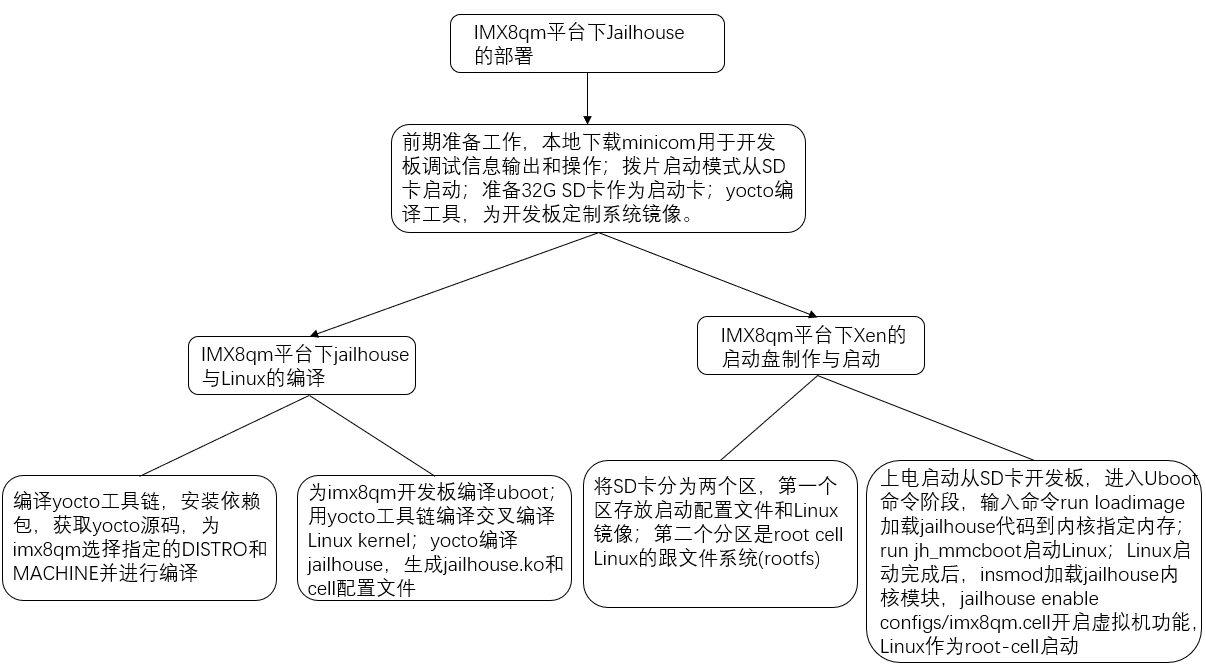 IMX8qm平台下Jailhouse
的部署
前期准备工作，本地下载minicom用于开发
板调试信息输出和操作；拨片启动模式从SD
卡启动；准备32G SD卡作为启动卡；yocto编
译工具，为开发板定制系统镜像。
IMX8qm平台下jailhouse
与Linux的编译
IMX8qm平台下Xen的
启动盘制作与启动
编译yocto工具链，安装依赖
包，获取yocto源码，为
imx8qm选择指定的DISTRO和
MACHINE并进行编译
为imx8qm开发板编译uboot；
用yocto工具链编译交叉编译
Linux kernel；yocto编译
jailhouse，生成jailhouse.ko和
cell配置文件
将SD卡分为两个区，第一个
区存放启动配置文件和Linux
镜像；第二个分区是root cell
Linux的跟文件系统(rootfs)
上电启动从SD卡开发板，进入Uboot
命令阶段，输入命令run loadimage
加载jailhouse代码到内核指定内存；
run jh_mmcboot启动Linux；Linux启
动完成后，insmod加载jailhouse内
核模块，jailhouse enable
configs/imx8qm.cell开启虚拟机功能，
Linux作为root-cell启动